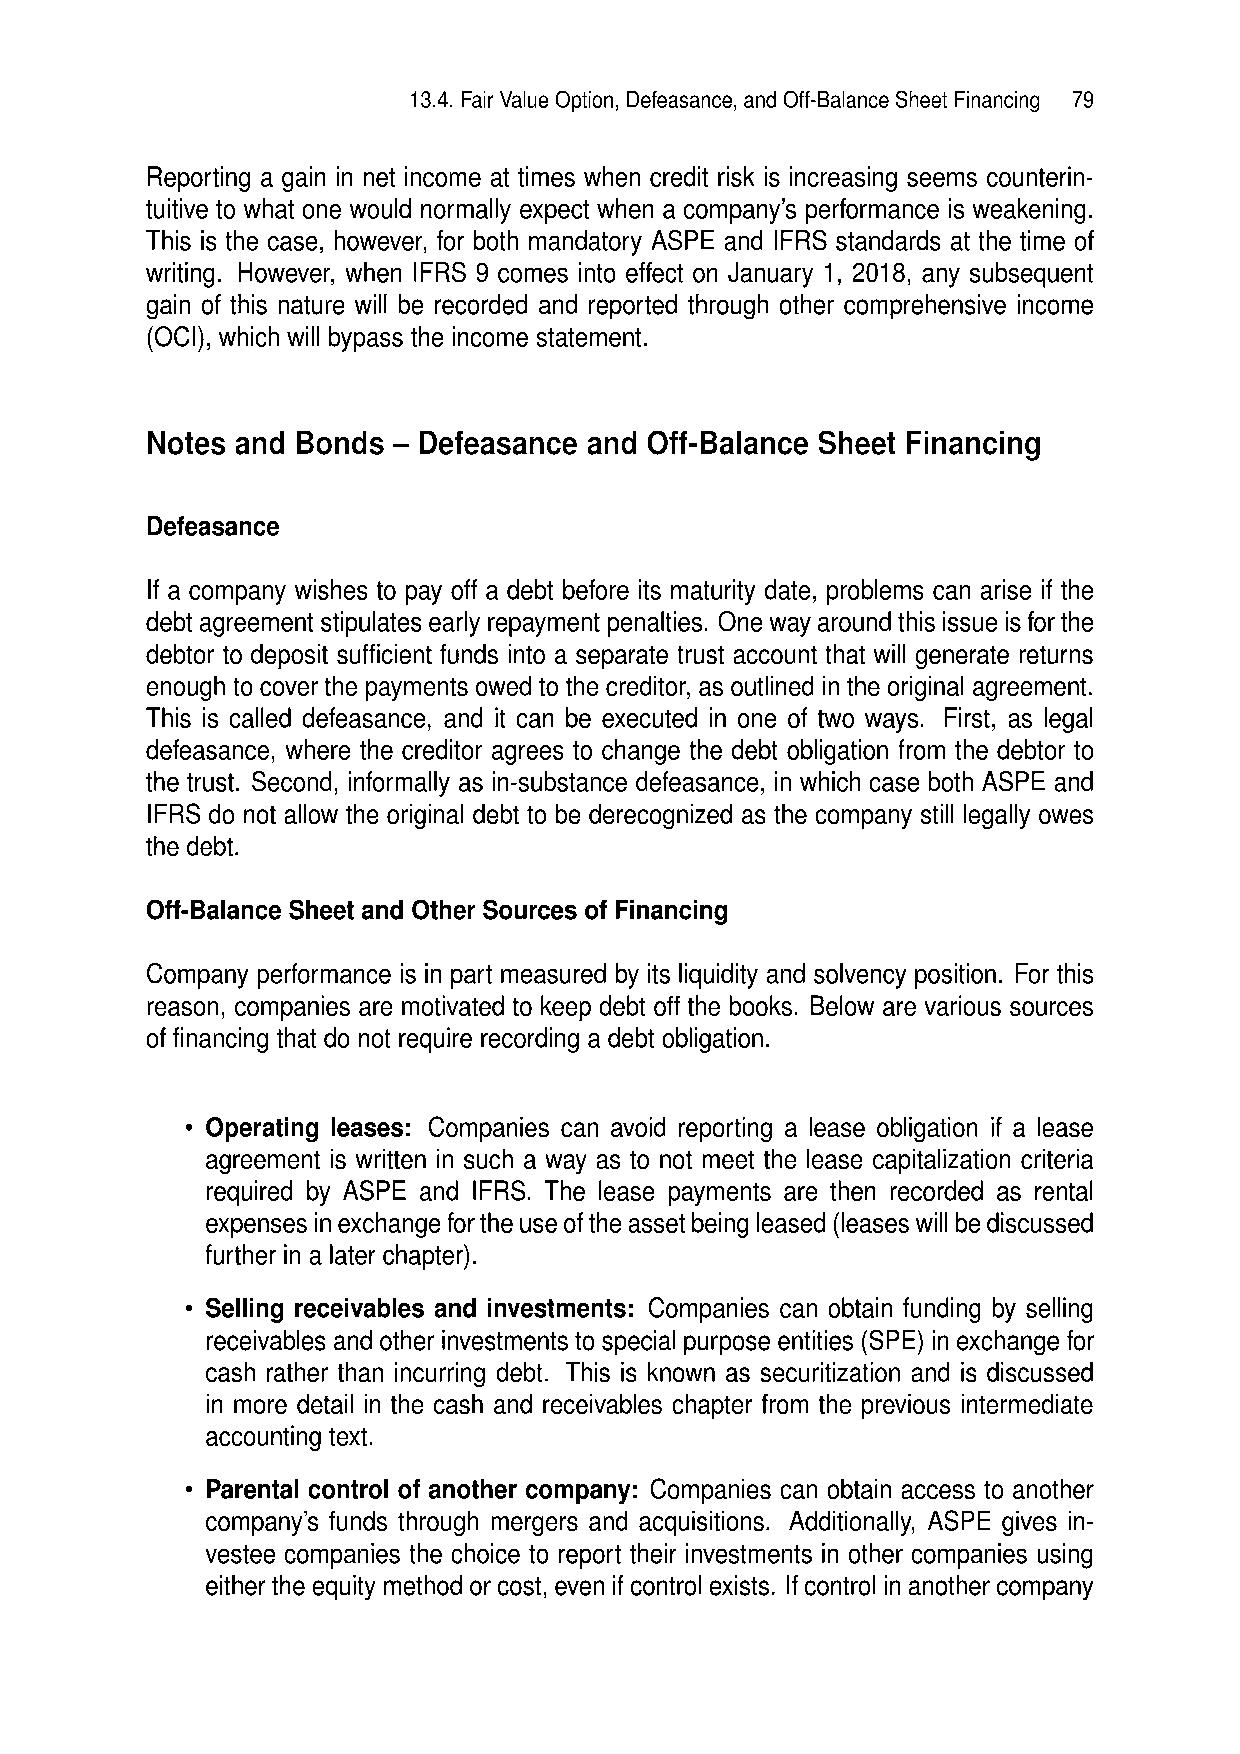 13.4. Fair Value Option, Defeasance, and Off-Balance Sheet Financing 79
Reporting a gain in net income at times when credit risk is increasing seems counterin-
tuitive to what one would normally expect when a company's performance is weakening.
This is the case, however, for both mandatory ASPE and IFRS standards at the time of
writing. However, when IFRS 9 comes into effect on January 1, 2018, any subsequent
gain of this nature will be recorded and reported through other comprehensive income
(OCI), which will bypass the income statement.
Notes and Bonds – Defeasance and Off-Balance Sheet Financing
Defeasance
If a company wishes to pay off a debt before its maturity date, problems can arise if the
debt agreement stipulates early repayment penalties. One way around this issue is for the
debtor to deposit sufficient funds into a separate trust account that will generate returns
enough to cover the payments owed to the creditor, as outlined in the original agreement.
This is called defeasance, and it can be executed in one of two ways. First, as legal
defeasance, where the creditor agrees to change the debt obligation from the debtor to
the trust. Second, informally as in-substance defeasance, in which case both ASPE and
IFRS do not allow the original debt to be derecognized as the company still legally owes
the debt.
Off-Balance Sheet and Other Sources of Financing
Company performance is in part measured by its liquidity and solvency position. For this
reason, companies are motivated to keep debt off the books. Below are various sources
of financing that do not require recording a debt obligation.
• Operating leases: Companies can avoid reporting a lease obligation if a lease
agreement is written in such a way as to not meet the lease capitalization criteria
required by ASPE and IFRS. The lease payments are then recorded as rental
expenses in exchange for the use of the asset being leased (leases will be discussed
further in a later chapter).
• Selling receivables and investments: Companies can obtain funding by selling
receivables and other investments to special purpose entities (SPE) in exchange for
cash rather than incurring debt. This is known as securitization and is discussed
in more detail in the cash and receivables chapter from the previous intermediate
accounting text.
• Parental control of another company: Companies can obtain access to another
company's funds through mergers and acquisitions. Additionally, ASPE gives in-
vestee companies the choice to report their investments in other companies using
either the equity method or cost, even if control exists. If control in another company